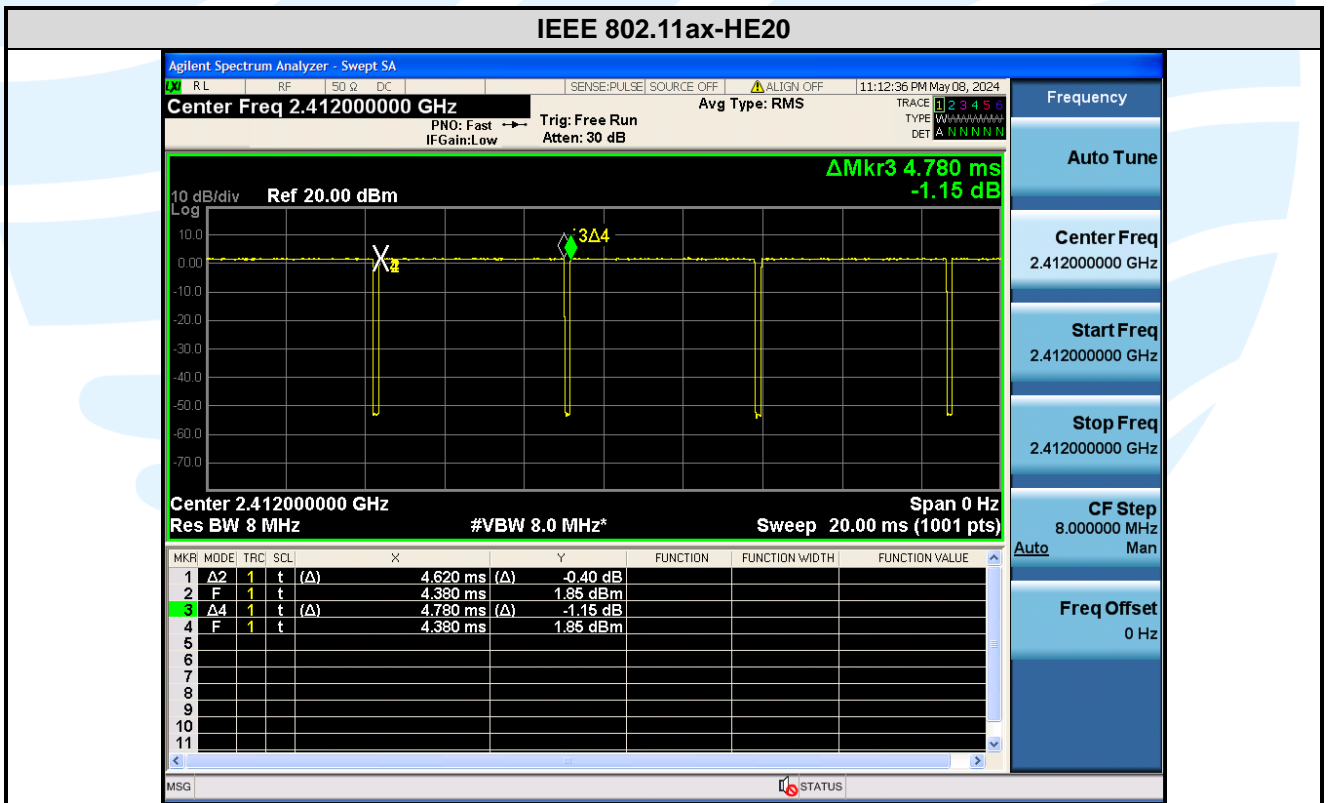 IEEE 802.11ax-HE20
Agilent Spectrum Analyzer - Swept SA
LXI RL RF 50 Ω DC SENSE:PULSE SOURCE OFF ⚠ ALIGN OFF 11:12:36 PM May 08, 2024
Center Freq 2.412000000 GHz
PNO: Fast
IFGain:Low
Trig: Free Run
Atten: 30 dB
Avg Type: RMS
TRACE 1 2 3 4 5 6
TYPE W
DET A N N N N N
ΔMkr3 4.780 ms
-1.15 dB
10 dB/div Ref 20.00 dBm
Log
10.0
0.00
-10.0
-20.0
-30.0
-40.0
-50.0
-60.0
-70.0
3Δ4
Center 2.412000000 GHz Span 0 Hz
Res BW 8 MHz #VBW 8.0 MHz* Sweep 20.00 ms (1001 pts)
MKR MODE TRC SCL X Y FUNCTION FUNCTION WIDTH FUNCTION VALUE
1 Δ2 1 t (Δ) 4.620 ms (Δ) -0.40 dB
2 F 1 t 4.380 ms 1.85 dBm
3 Δ4 1 t (Δ) 4.780 ms (Δ) -1.15 dB
4 F 1 t 4.380 ms 1.85 dBm
5
6
7
8
9
10
11
MSG STATUS
Frequency
Auto Tune
Center Freq
2.412000000 GHz
Start Freq
2.412000000 GHz
Stop Freq
2.412000000 GHz
CF Step
8.000000 MHz
Auto Man
Freq Offset
0 Hz